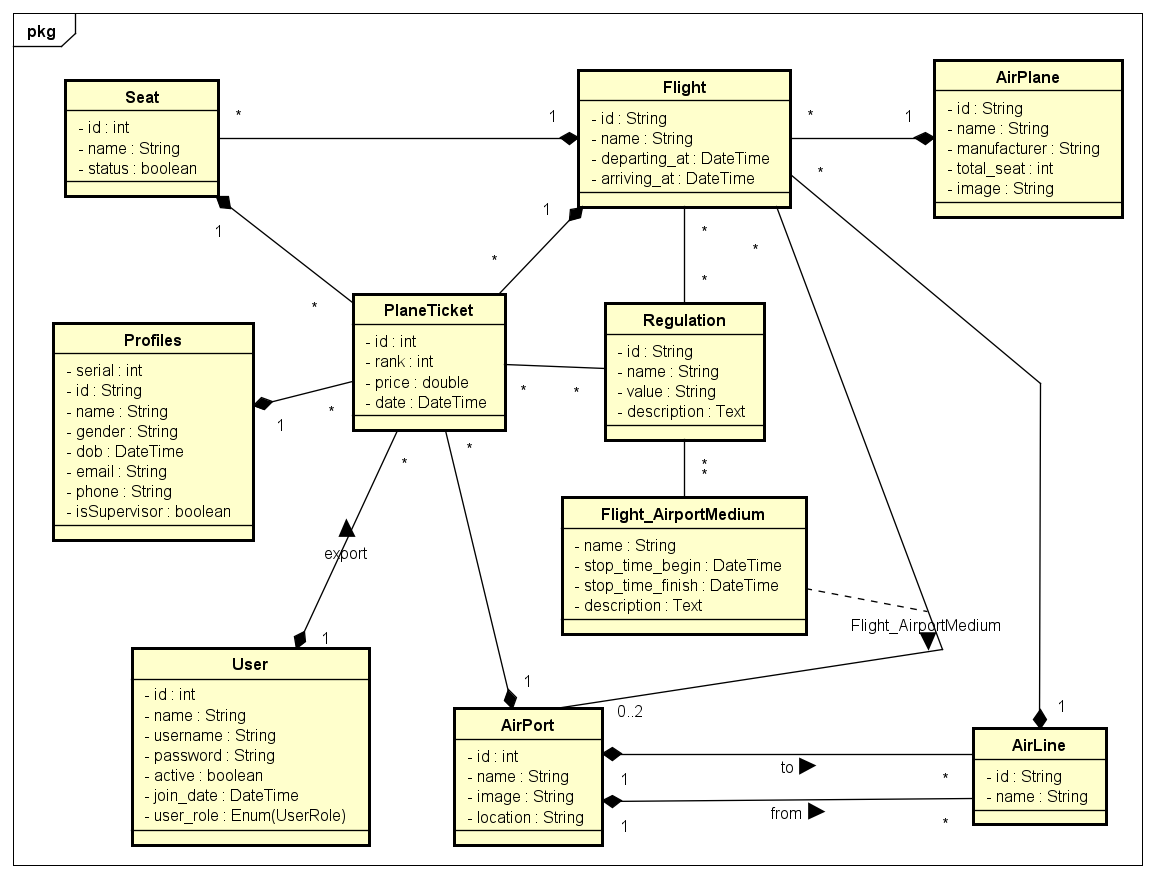 pkg
Seat
- id : int
- name : String
- status : boolean
*
1
Flight
- id : String
- name : String
- departing_at : DateTime
- arriving_at : DateTime
*
1
AirPlane
- id : String
- name : String
- manufacturer : String
- total_seat : int
- image : String
*
1
*
1
*
*
*
*
*
PlaneTicket
- id : int
- rank : int
- price : double
- date : DateTime
Regulation
- id : String
- name : String
- value : String
- description : Text
Profiles
- serial : int
- id : String
- name : String
- gender : String
- dob : DateTime
- email : String
- phone : String
- isSupervisor : boolean
1
*
*
*
*
*
*
*
Flight_AirportMedium
- name : String
- stop_time_begin : DateTime
- stop_time_finish : DateTime
- description : Text
export
Flight_AirportMedium
1
User
- id : int
- name : String
- username : String
- password : String
- active : boolean
- join_date : DateTime
- user_role : Enum(UserRole)
1
0..2
AirPort
- id : int
- name : String
- image : String
- location : String
1
AirLine
- id : String
- name : String
to
1
*
from
1
*